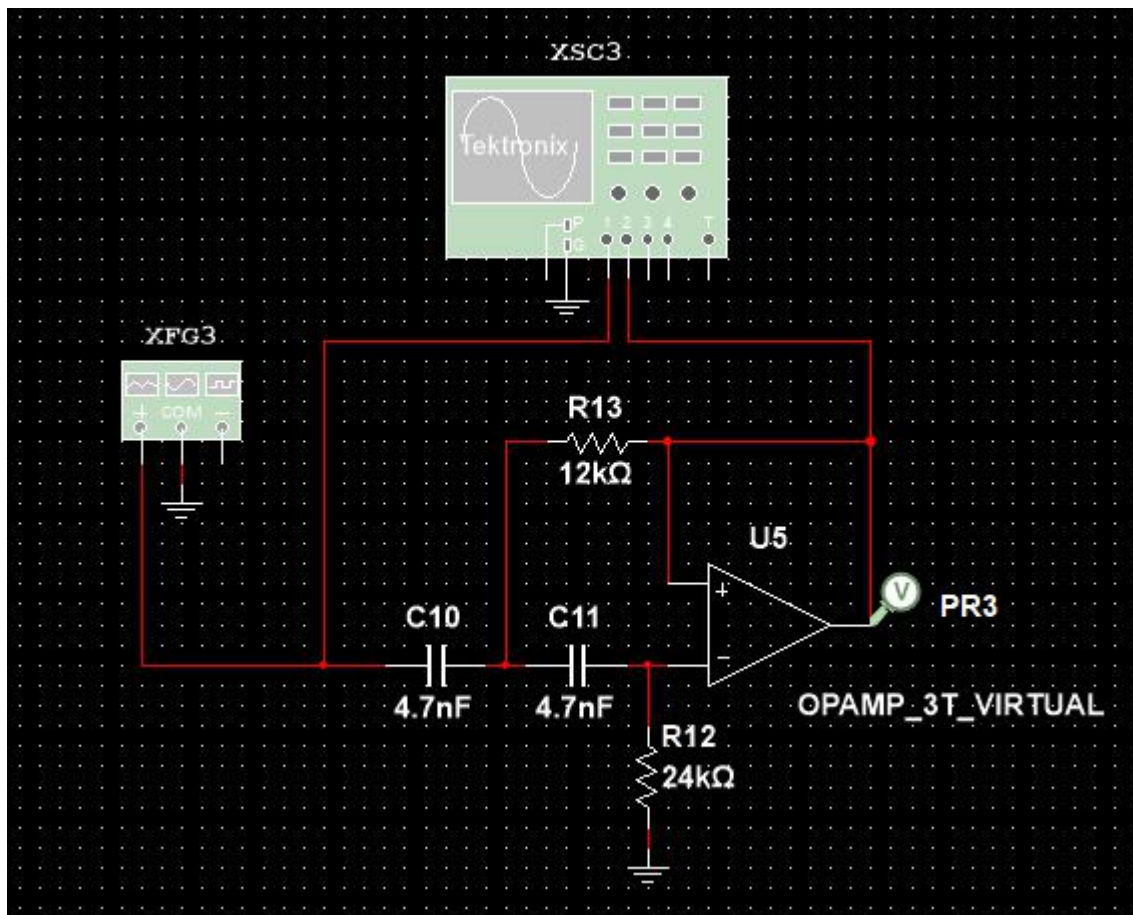 XSC3
Tektronix
P
G
1 2 3 4 T
XFG3
+ COM −
R13
12kΩ
U5
+
−
V
PR3
C10
4.7nF
C11
4.7nF
OPAMP_3T_VIRTUAL
R12
24kΩ